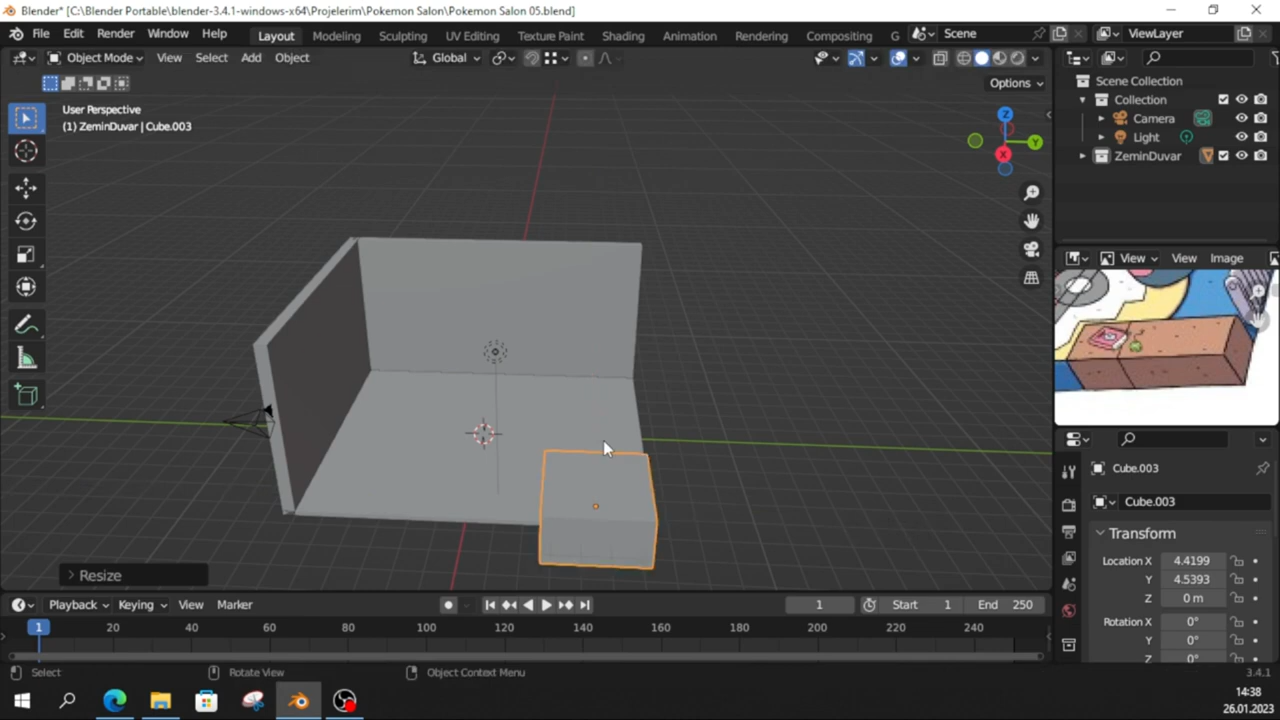 Blender* [C:\Blender Portable\blender-3.4.1-windows-x64\Projelerim\Pokemon Salon\Pokemon Salon 05.blend]
File Edit Render Window Help Layout Modeling Sculpting UV Editing Texture Paint Shading Animation Rendering Compositing G Scene ViewLayer
Object Mode View Select Add Object Global
Options
User Perspective
(1) ZeminDuvar | Cube.003
Z
Y
X
Scene Collection
Collection
Camera
Light
ZeminDuvar
View View Image
Cube.003
Cube.003
Transform
Location X 4.4199
Y 4.5393
Z 0 m
Rotation X 0°
Y 0°
Z 0°
Resize
Playback Keying View Marker 1 Start 1 End 250
1 20 40 60 80 100 120 140 160 180 200 220 240
Select Rotate View Object Context Menu 3.4.1
14:38
26.01.2023